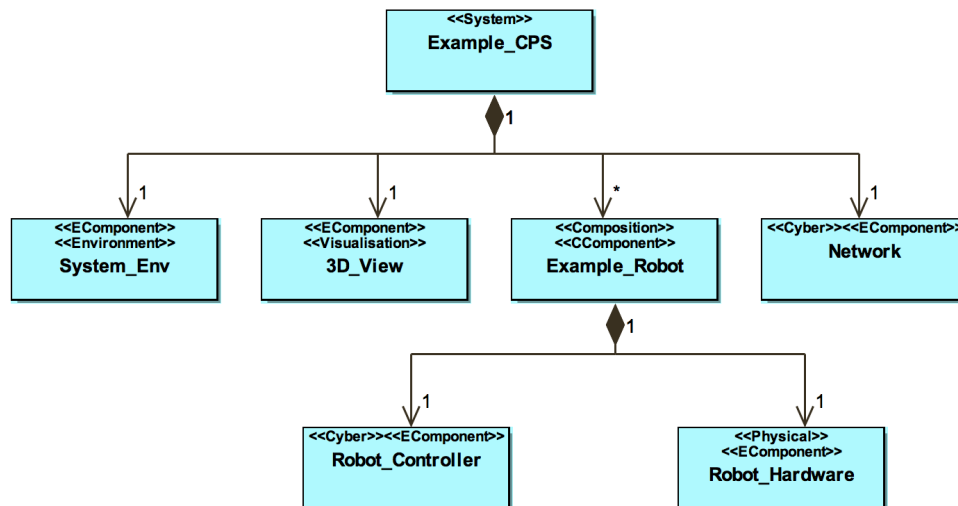 <<System>>
Example_CPS
1
1
1
*
1
<<EComponent>>
<<Environment>>
System_Env
<<EComponent>>
<<Visualisation>>
3D_View
<<Composition>>
<<CComponent>>
Example_Robot
<<Cyber>><<EComponent>>
Network
1
1
1
<<Cyber>><<EComponent>>
Robot_Controller
<<Physical>>
<<EComponent>>
Robot_Hardware